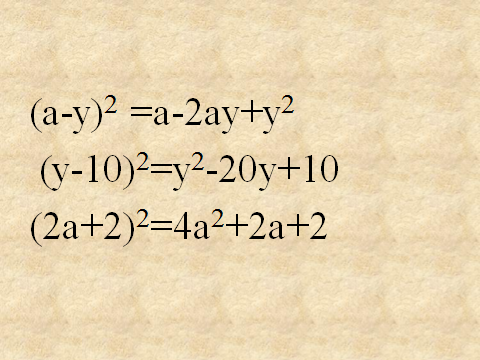 (a-y)² =a-2ay+y²
(y-10)²=y²-20y+10
(2a+2)²=4a²+2a+2